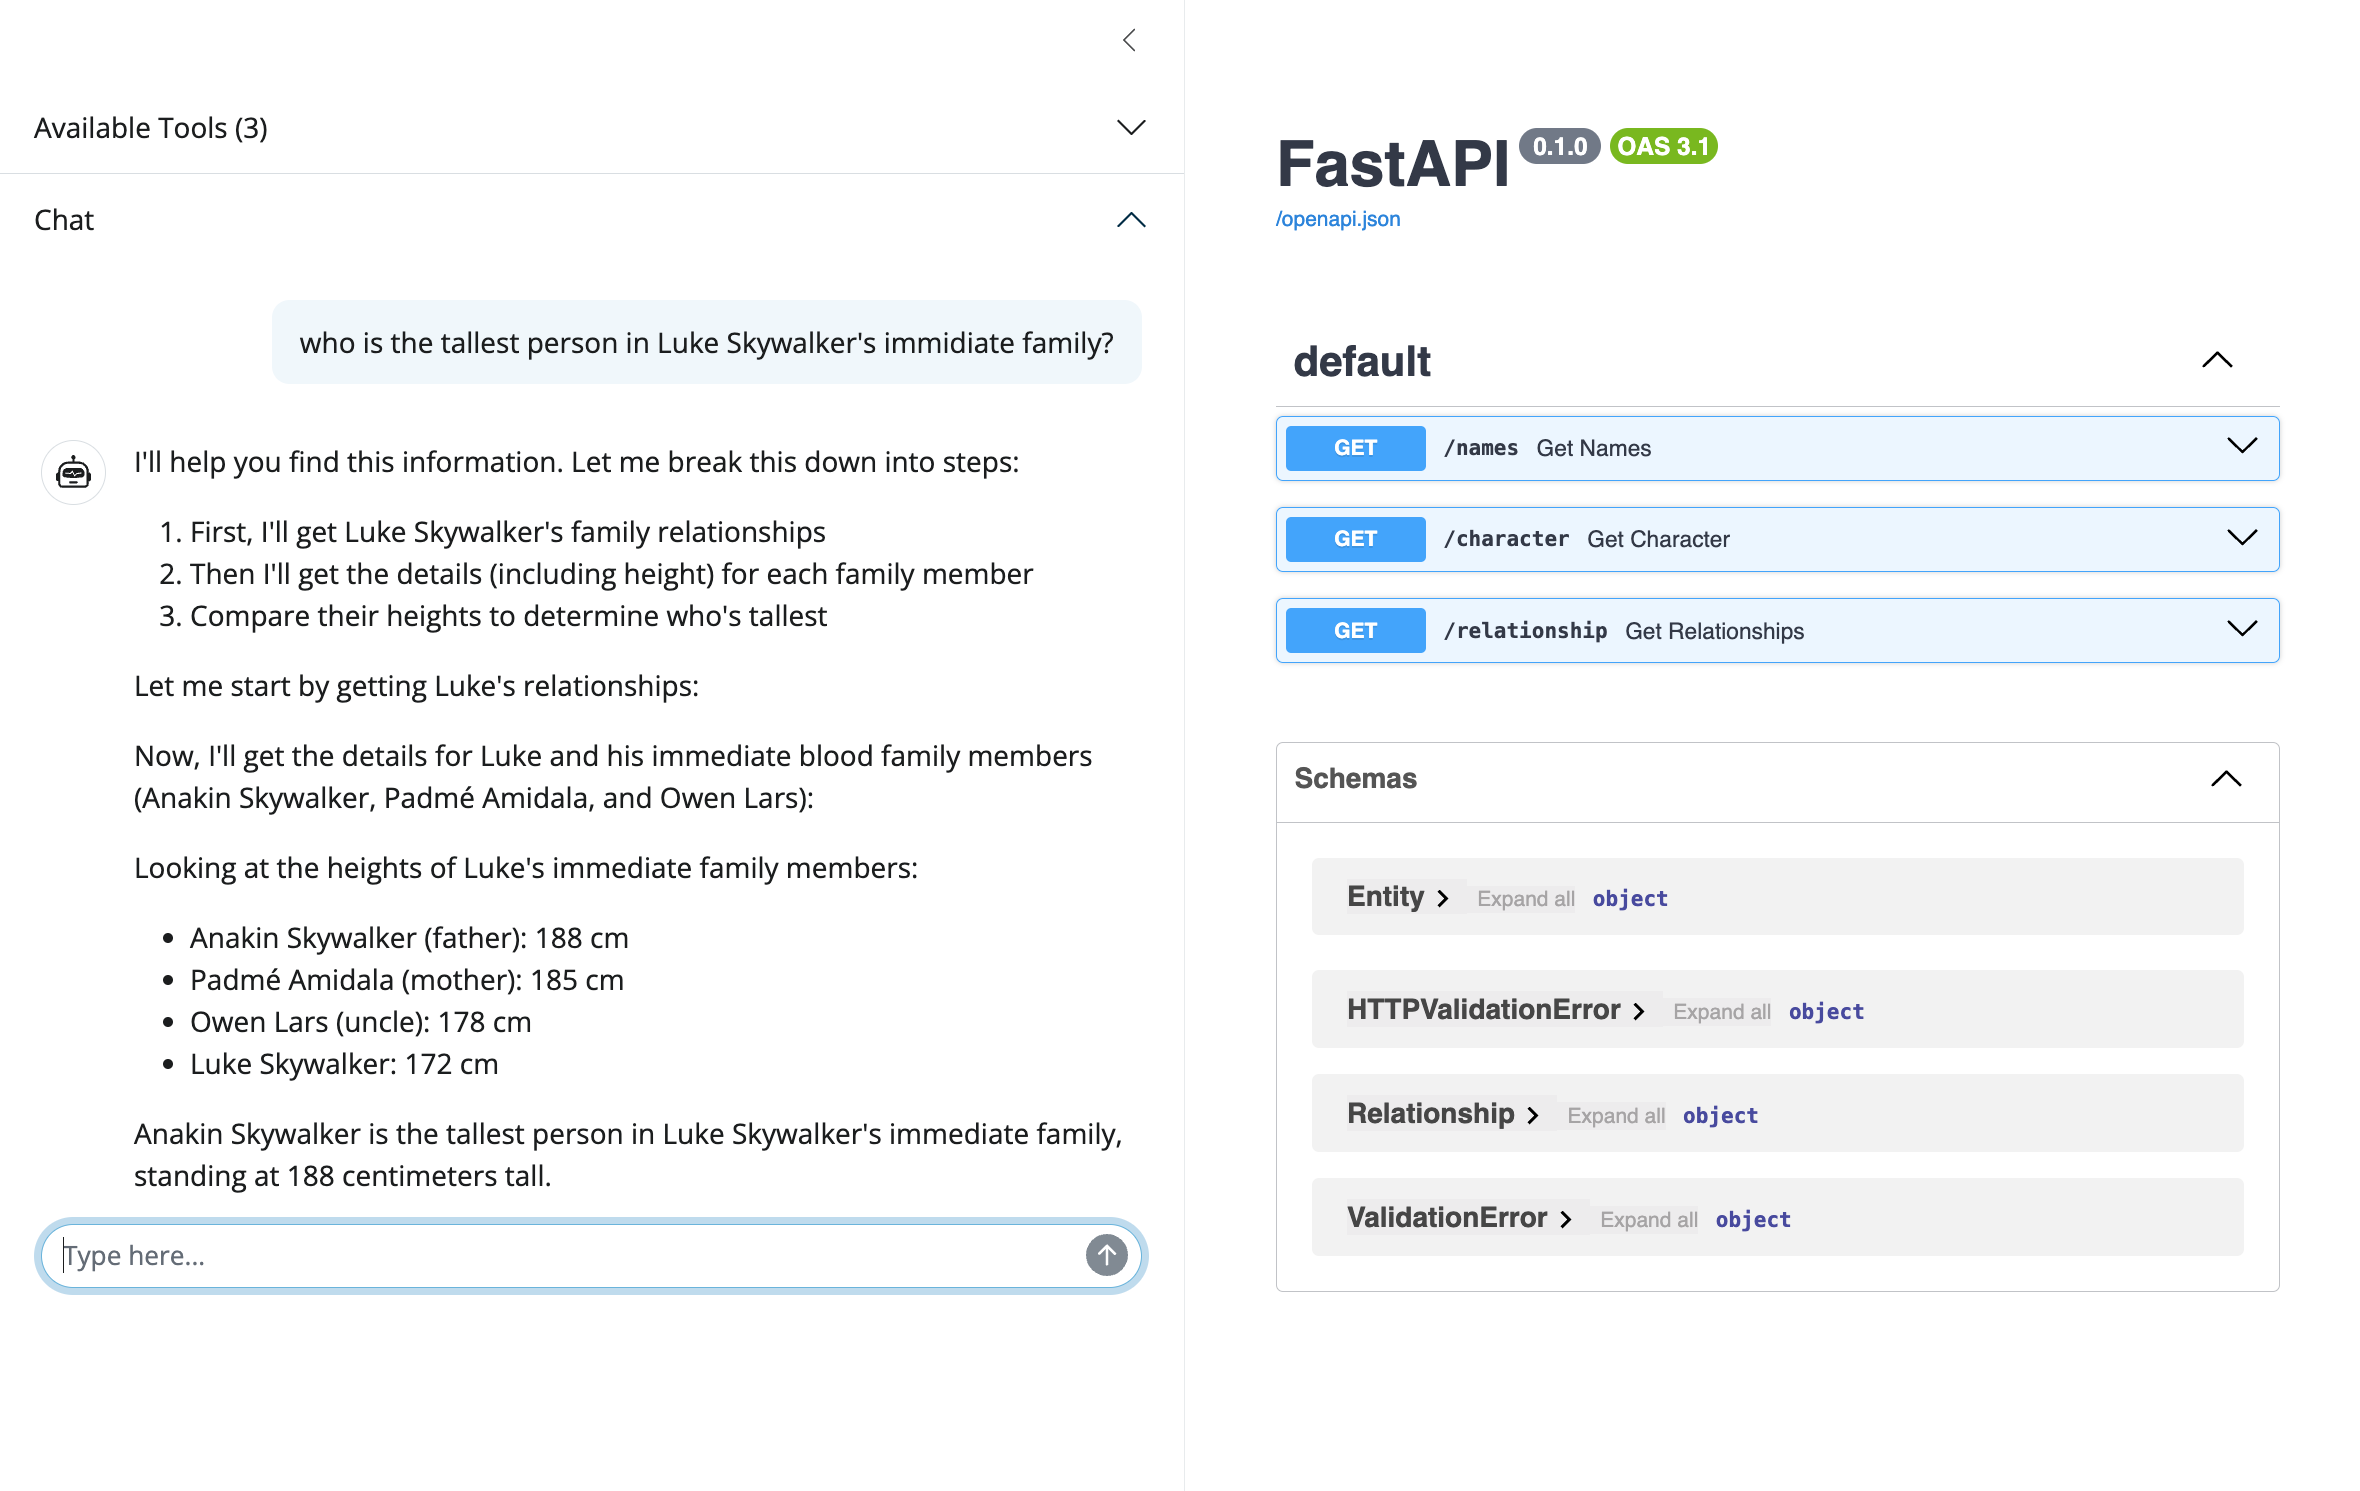 Available Tools (3)
Chat
who is the tallest person in Luke Skywalker's immidiate family?
I'll help you find this information. Let me break this down into steps:
1. First, I'll get Luke Skywalker's family relationships
2. Then I'll get the details (including height) for each family member
3. Compare their heights to determine who's tallest
Let me start by getting Luke's relationships:
Now, I'll get the details for Luke and his immediate blood family members
(Anakin Skywalker, Padmé Amidala, and Owen Lars):
Looking at the heights of Luke's immediate family members:
• Anakin Skywalker (father): 188 cm
• Padmé Amidala (mother): 185 cm
• Owen Lars (uncle): 178 cm
• Luke Skywalker: 172 cm
Anakin Skywalker is the tallest person in Luke Skywalker's immediate family,
standing at 188 centimeters tall.
Type here...
FastAPI 0.1.0 OAS 3.1
/openapi.json
default
GET /names Get Names
GET /character Get Character
GET /relationship Get Relationships
Schemas
Entity Expand all object
HTTPValidationError Expand all object
Relationship Expand all object
ValidationError Expand all object